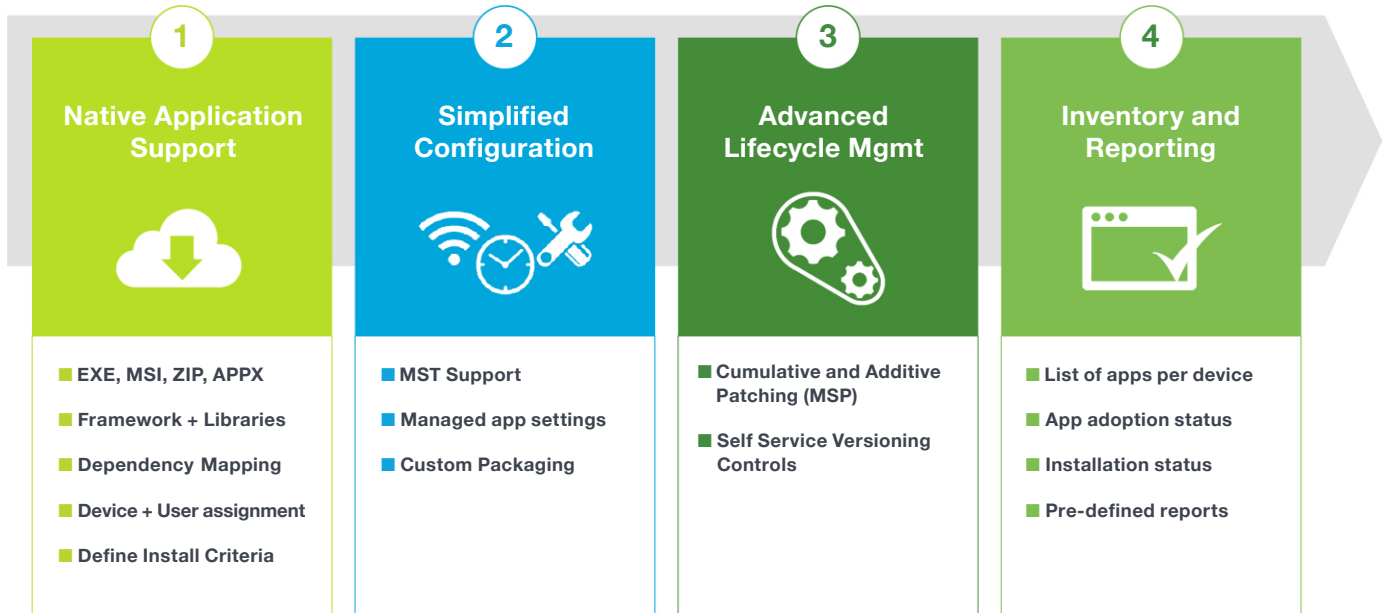 1
Native Application
Support
EXE, MSI, ZIP, APPX
Framework + Libraries
Dependency Mapping
Device + User assignment
Define Install Criteria
2
Simplified
Configuration
MST Support
Managed app settings
Custom Packaging
3
Advanced
Lifecycle Mgmt
Cumulative and Additive
Patching (MSP)
Self Service Versioning
Controls
4
Inventory and
Reporting
List of apps per device
App adoption status
Installation status
Pre-defined reports